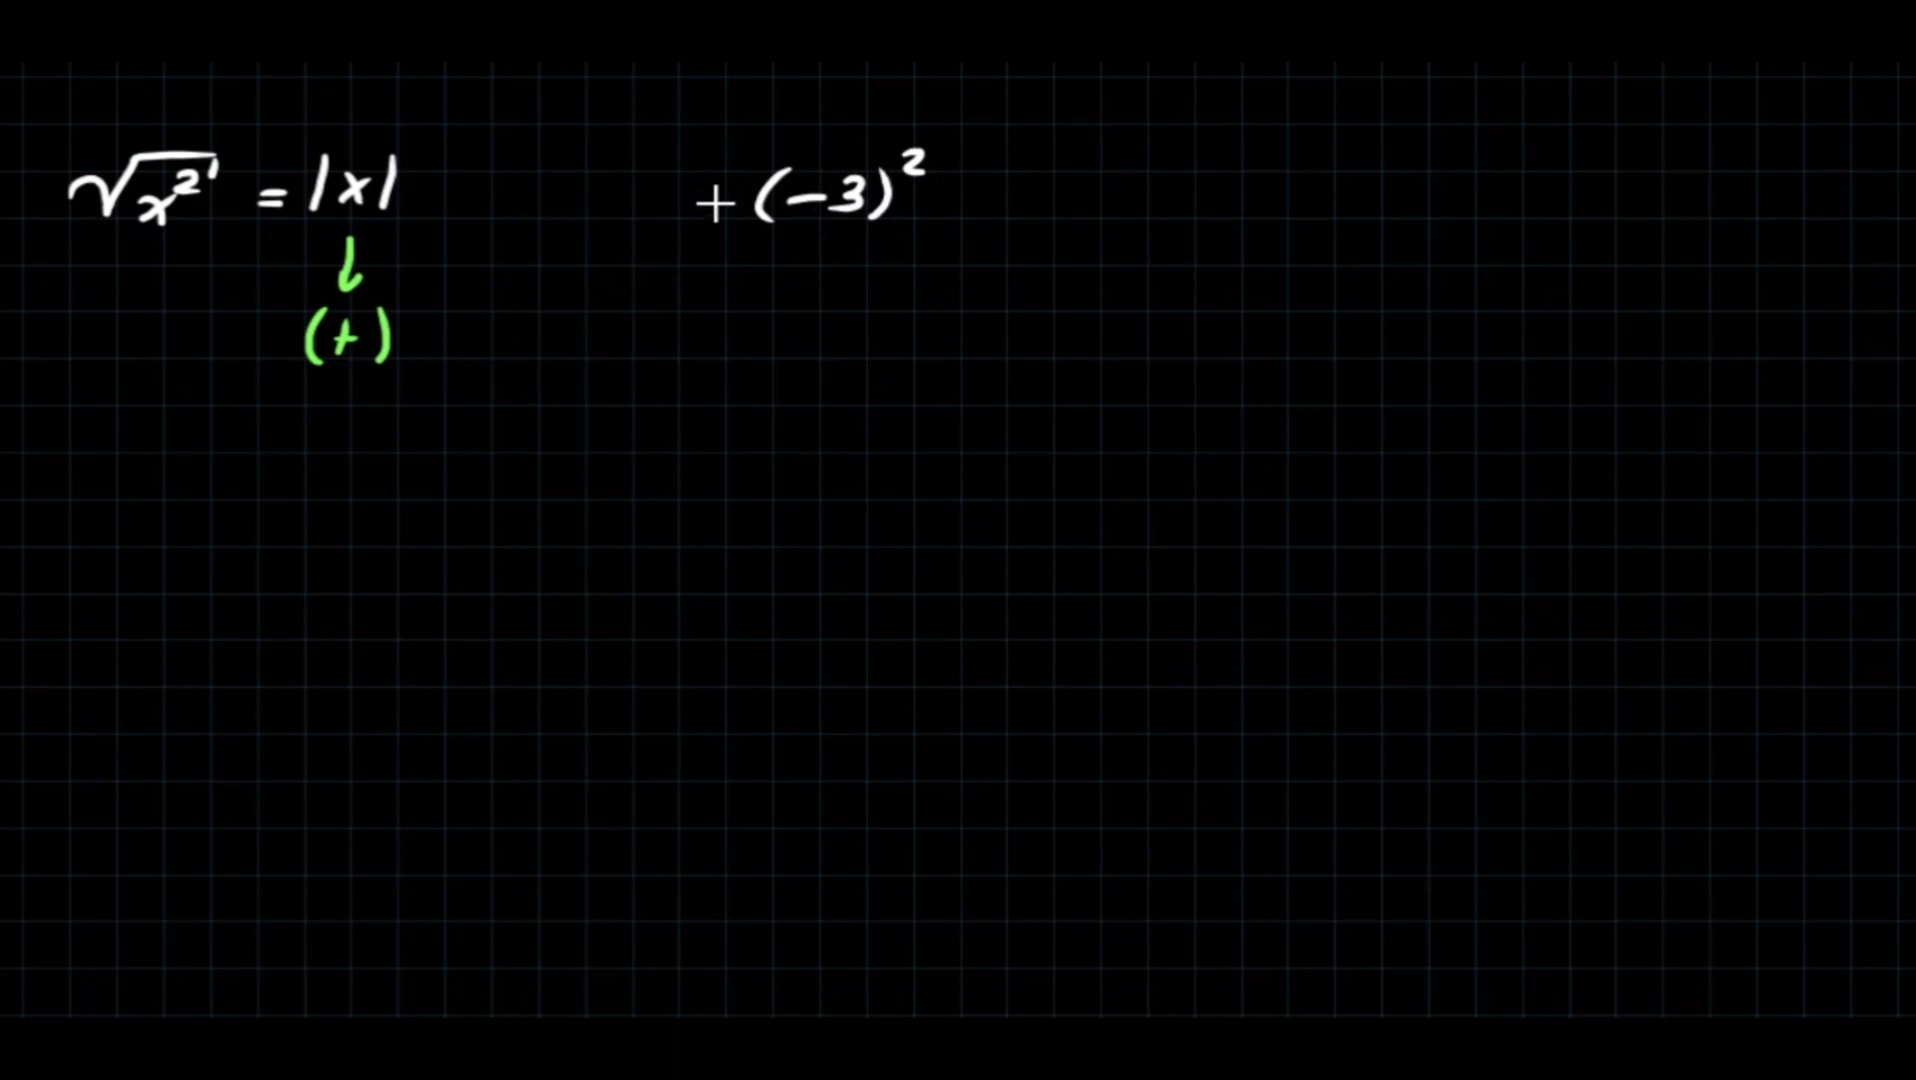 √x² = |x| + (-3)²
(+)